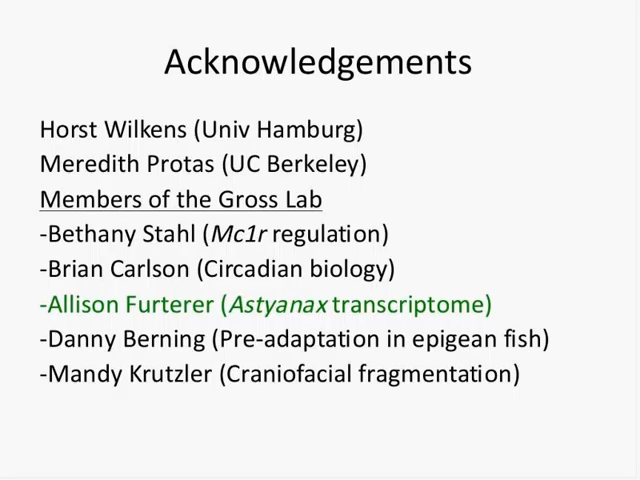 Acknowledgements
Horst Wilkens (Univ Hamburg)
Meredith Protas (UC Berkeley)
Members of the Gross Lab
-Bethany Stahl (Mc1r regulation)
-Brian Carlson (Circadian biology)
-Allison Furterer (Astyanax transcriptome)
-Danny Berning (Pre-adaptation in epigean fish)
-Mandy Krutzler (Craniofacial fragmentation)